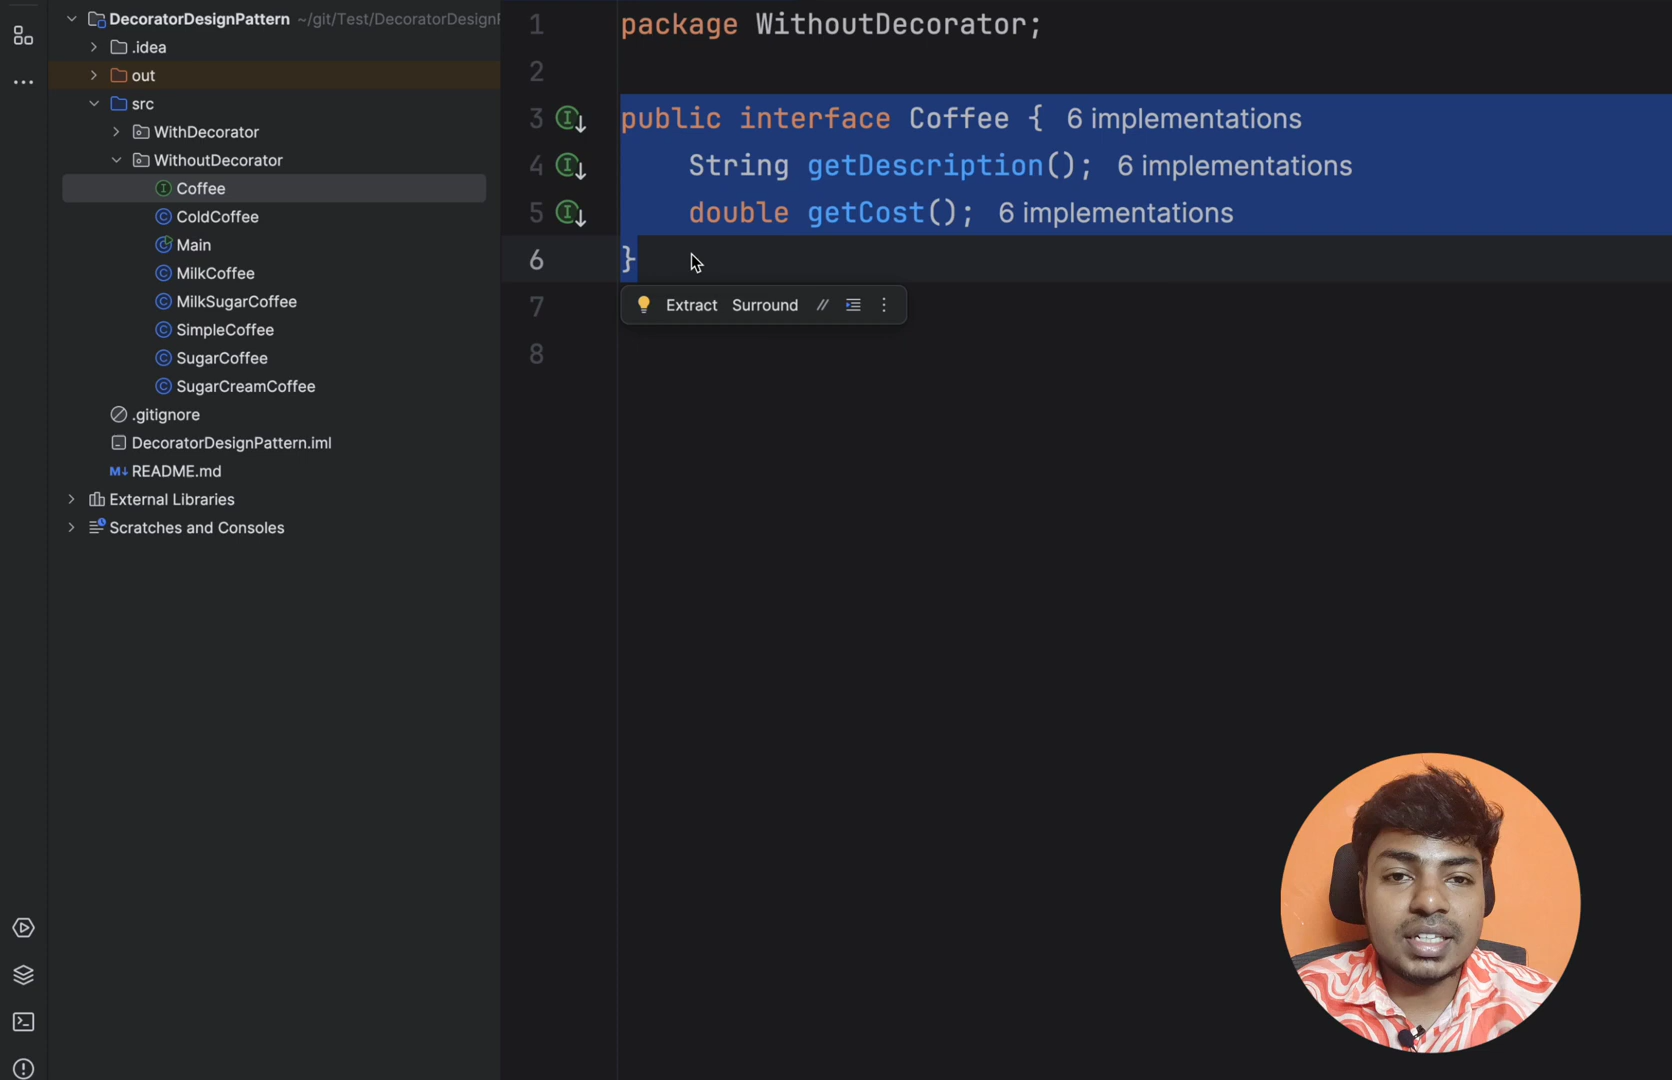 DecoratorDesignPattern ~/git/Test/DecoratorDesignP
.idea
out
src
WithDecorator
WithoutDecorator
Coffee
ColdCoffee
Main
MilkCoffee
MilkSugarCoffee
SimpleCoffee
SugarCoffee
SugarCreamCoffee
.gitignore
DecoratorDesignPattern.iml
README.md
External Libraries
Scratches and Consoles
1 package WithoutDecorator;
2
3 public interface Coffee { 6 implementations
4 String getDescription(); 6 implementations
5 double getCost(); 6 implementations
6 }
7 Extract Surround //
8